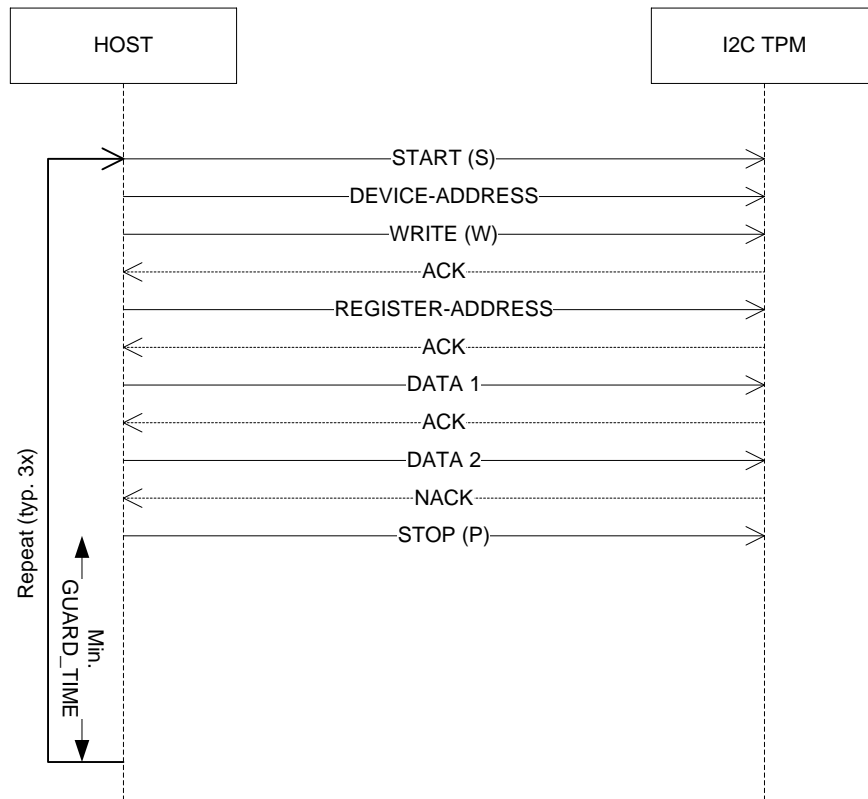 HOST
I2C TPM
START (S)
DEVICE-ADDRESS
WRITE (W)
ACK
REGISTER-ADDRESS
ACK
DATA 1
ACK
DATA 2
NACK
STOP (P)
Repeat (typ. 3x)
Min.
GUARD_TIME